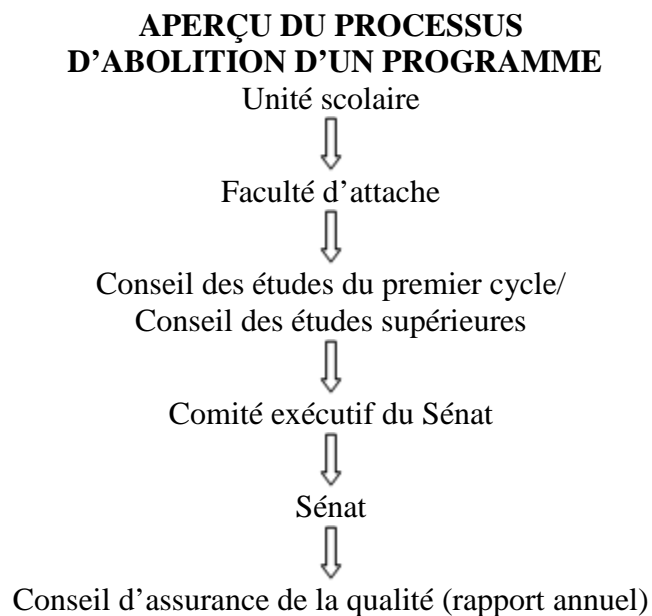 APERÇU DU PROCESSUS
D’ABOLITION D’UN PROGRAMME
Unité scolaire
Faculté d’attache
Conseil des études du premier cycle/
Conseil des études supérieures
Comité exécutif du Sénat
Sénat
Conseil d’assurance de la qualité (rapport annuel)